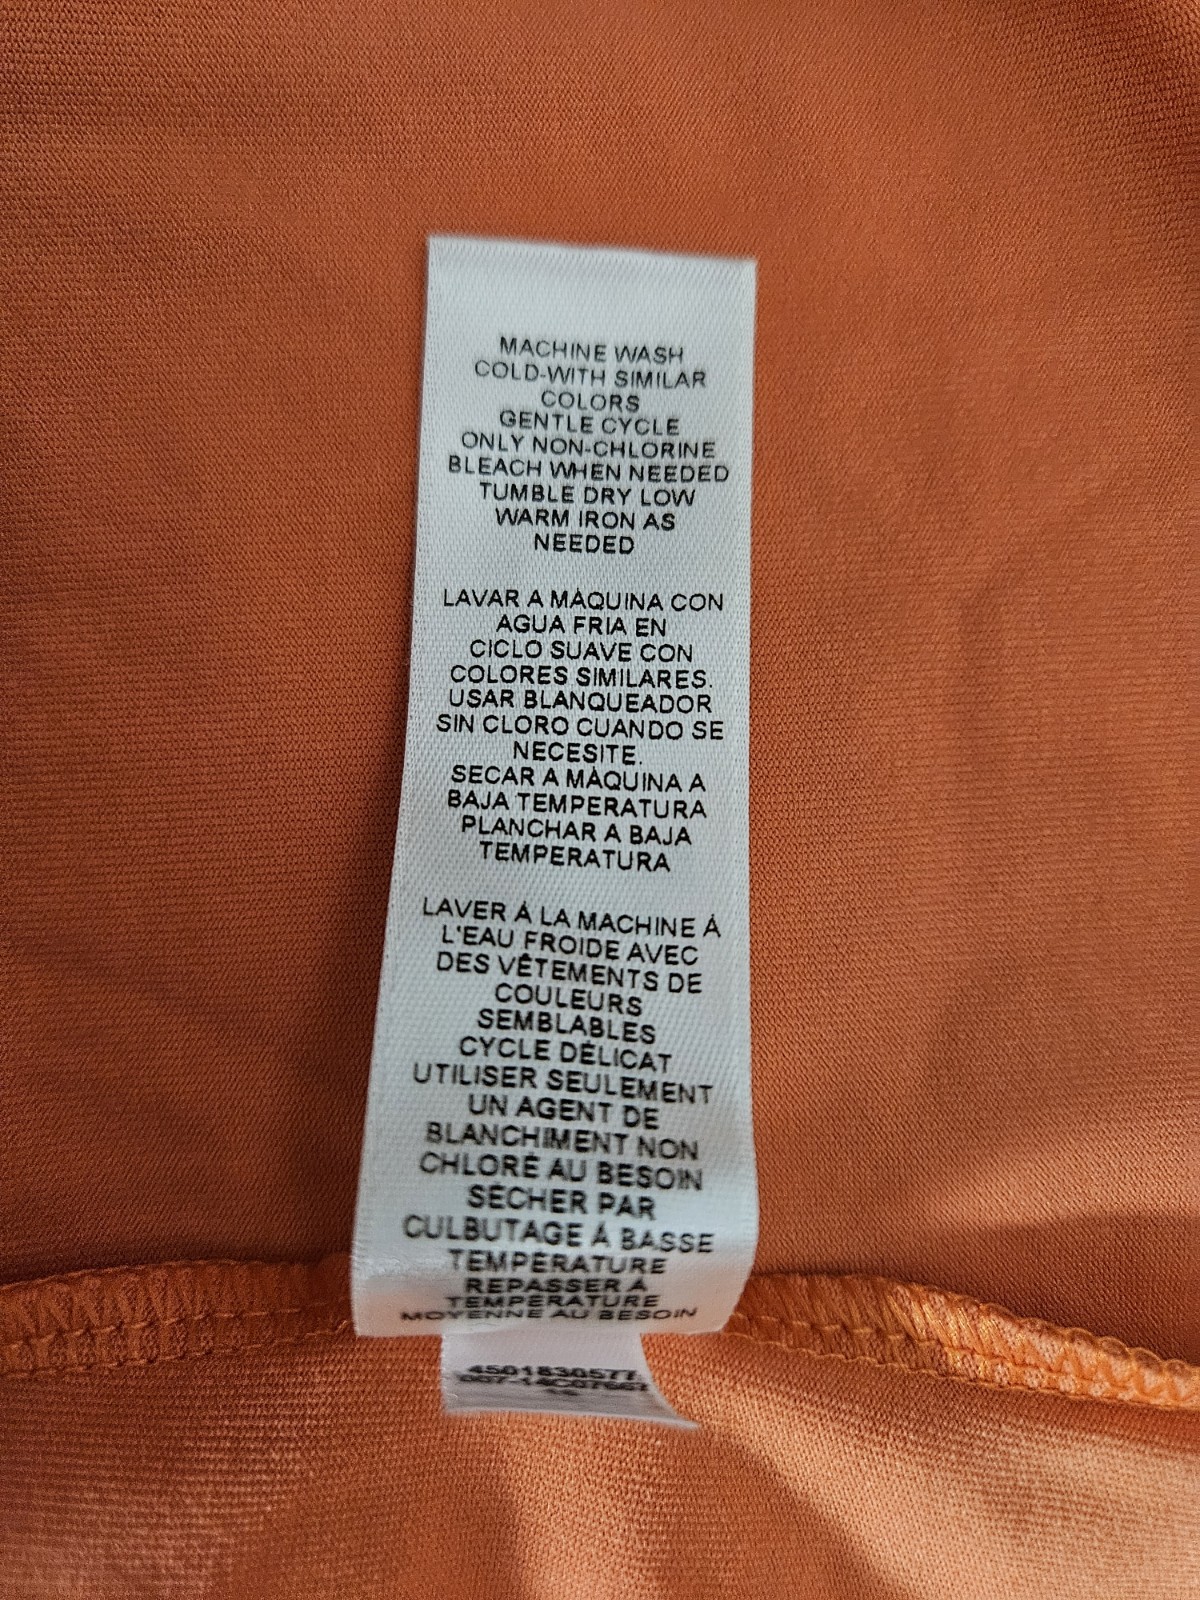 MACHINE WASH
COLD-WITH SIMILAR
COLORS
GENTLE CYCLE
ONLY NON-CHLORINE
BLEACH WHEN NEEDED
TUMBLE DRY LOW
WARM IRON AS
NEEDED
LAVAR A MÁQUINA CON
AGUA FRIA EN
CICLO SUAVE CON
COLORES SIMILARES.
USAR BLANQUEADOR
SIN CLORO CUANDO SE
NECESITE.
SECAR A MÁQUINA A
BAJA TEMPERATURA
PLANCHAR A BAJA
TEMPERATURA
LAVER À LA MACHINE À
L'EAU FROIDE AVEC
DES VÊTEMENTS DE
COULEURS
SEMBLABLES
CYCLE DÉLICAT
UTILISER SEULEMENT
UN AGENT DE
BLANCHIMENT NON
CHLORÉ AU BESOIN
SÉCHER PAR
CULBUTAGE À BASSE
TEMPÉRATURE
REPASSER À
TEMPÉRATURE
MOYENNE AU BESOIN
4501830577